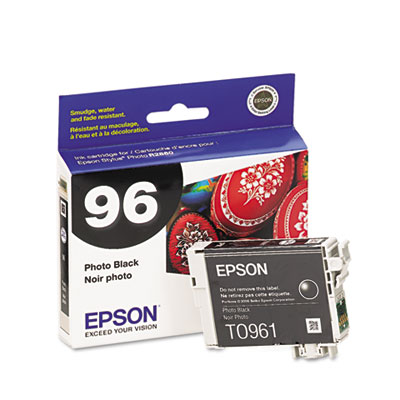 EPSON
Smudge, water
and fade resistant.
Résistant au maculage,
à l'eau et à la décoloration.
Ink cartridge for / Cartouche d'encre pour
Epson Stylus® Photo R2880
96
Photo Black
Noir photo
EPSON
EXCEED YOUR VISION
EPSON
Do not remove this label.
Ne retirez pas cette étiquette.
Photo Black
Noir Photo
T0961